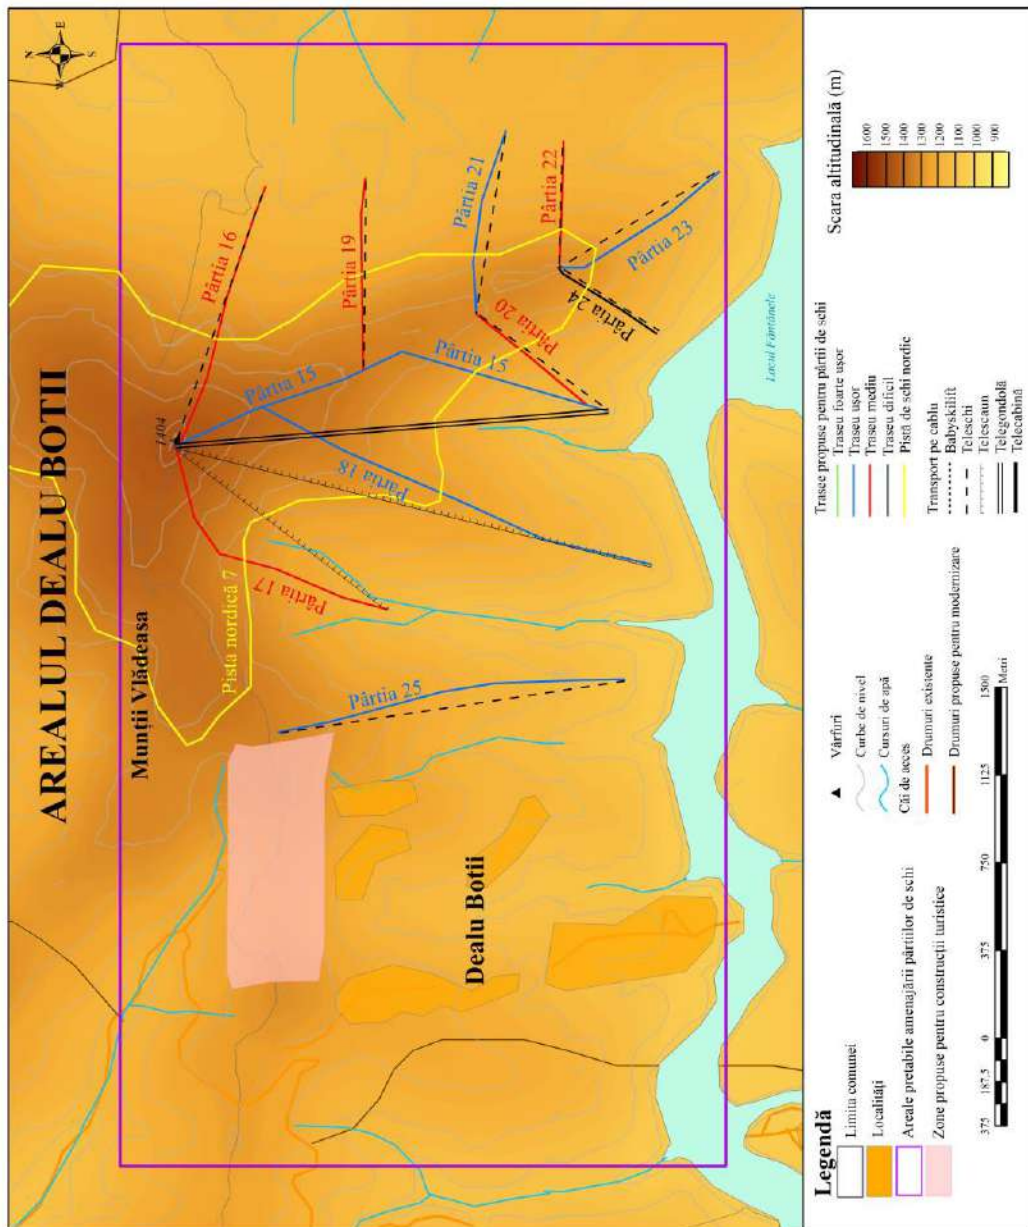 AREALUL DEALU BOTII
Munții Vlădeasa
Dealu Botii
Pista nordică 7
Pârtia 25
Pârtia 17
Pârtia 18
1404
Pârtia 15
Pârtia 15
Pârtia 16
Pârtia 19
Pârtia 20
Pârtia 21
Pârtia 22
Pârtia 23
Pârtia 24
Lacul Fântânele
N
E
S
W
Legendă
Limita comunei
Localități
Areale pretabile amenajării pârtiilor de schi
Zone propuse pentru construcții turistice
Vârfuri
Curbe de nivel
Cursuri de apă
Căi de acces
Drumuri existente
Drumuri propuse pentru modernizare
Trasee propuse pentru pârtii de schi
Traseu foarte ușor
Traseu ușor
Traseu mediu
Traseu dificil
Pistă de schi nordic
Transport pe cablu
Babyskilift
Teleschi
Telescaun
Telegondolă
Telecabină
Scara altitudinală (m)
1600
1500
1400
1300
1200
1100
1000
900
375 187,5 0 375 750 1125 1500
Metri